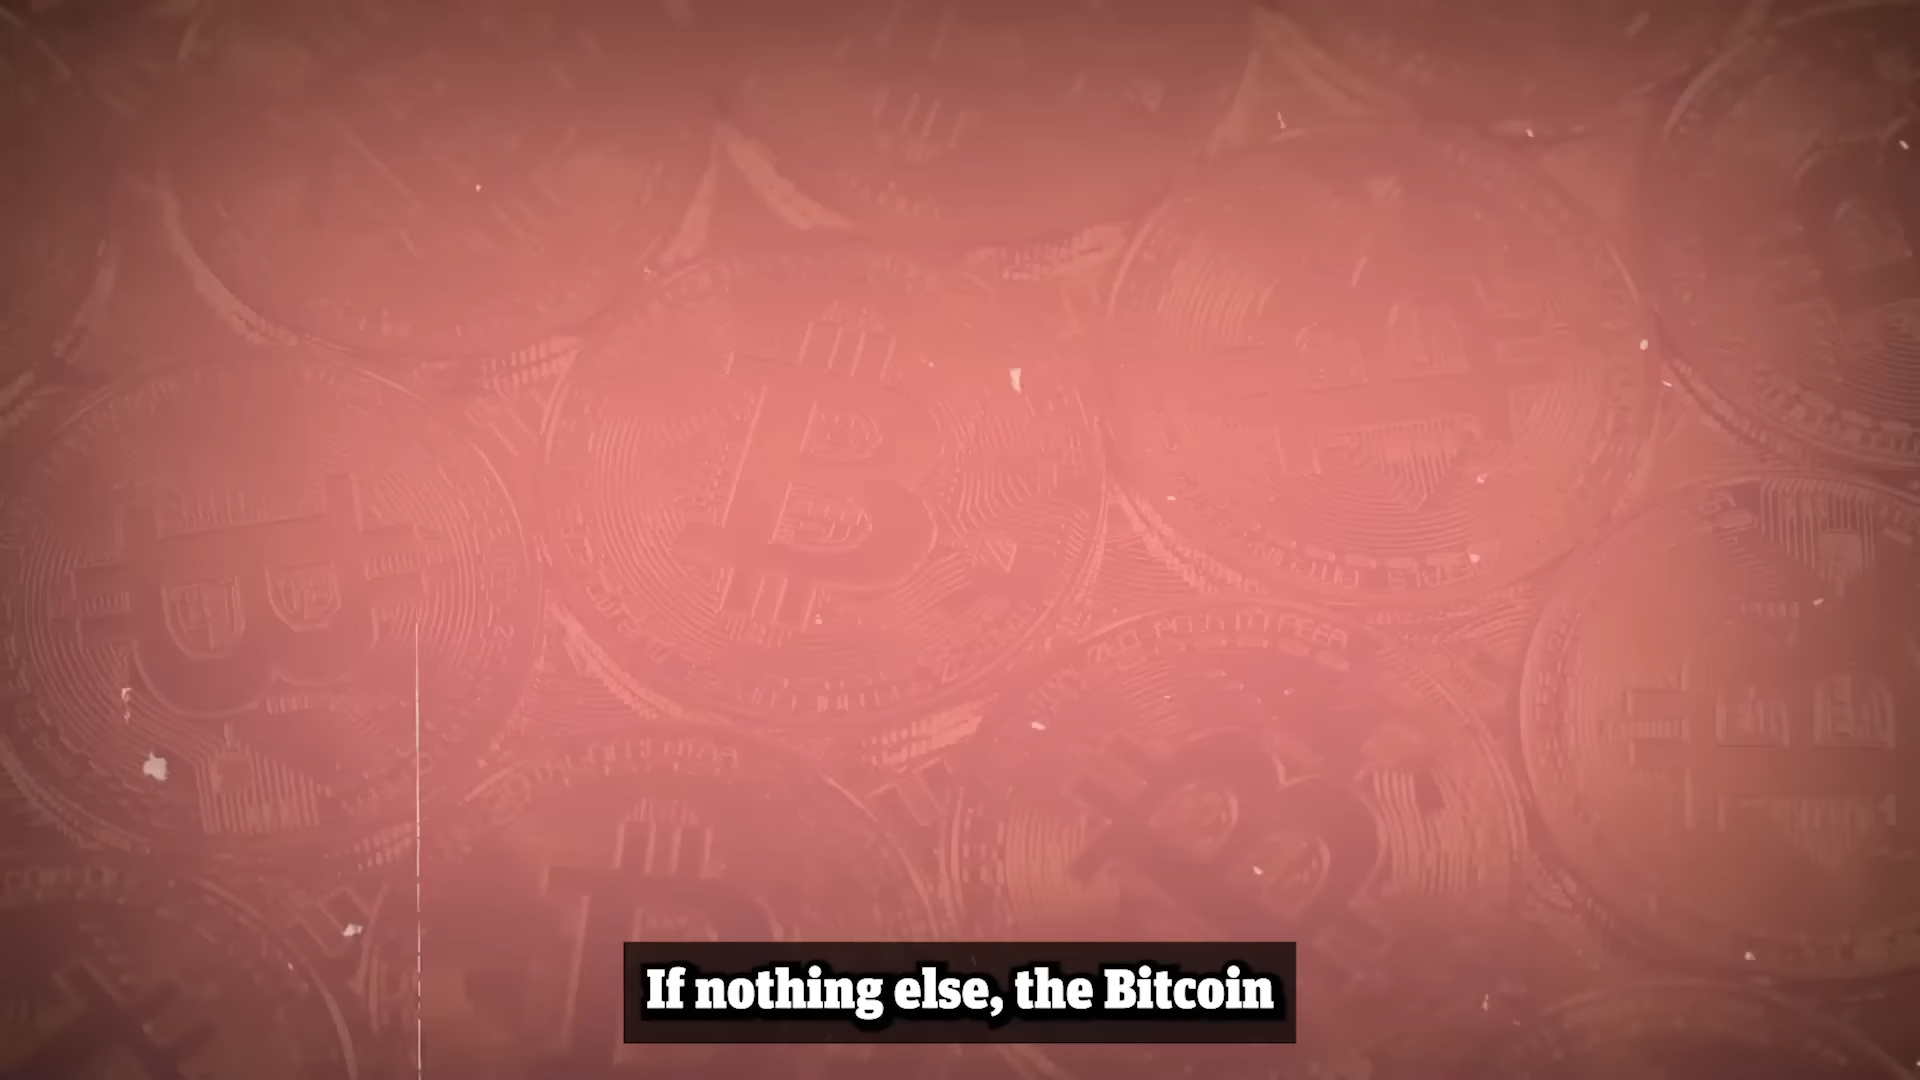 If nothing else, the Bitcoin